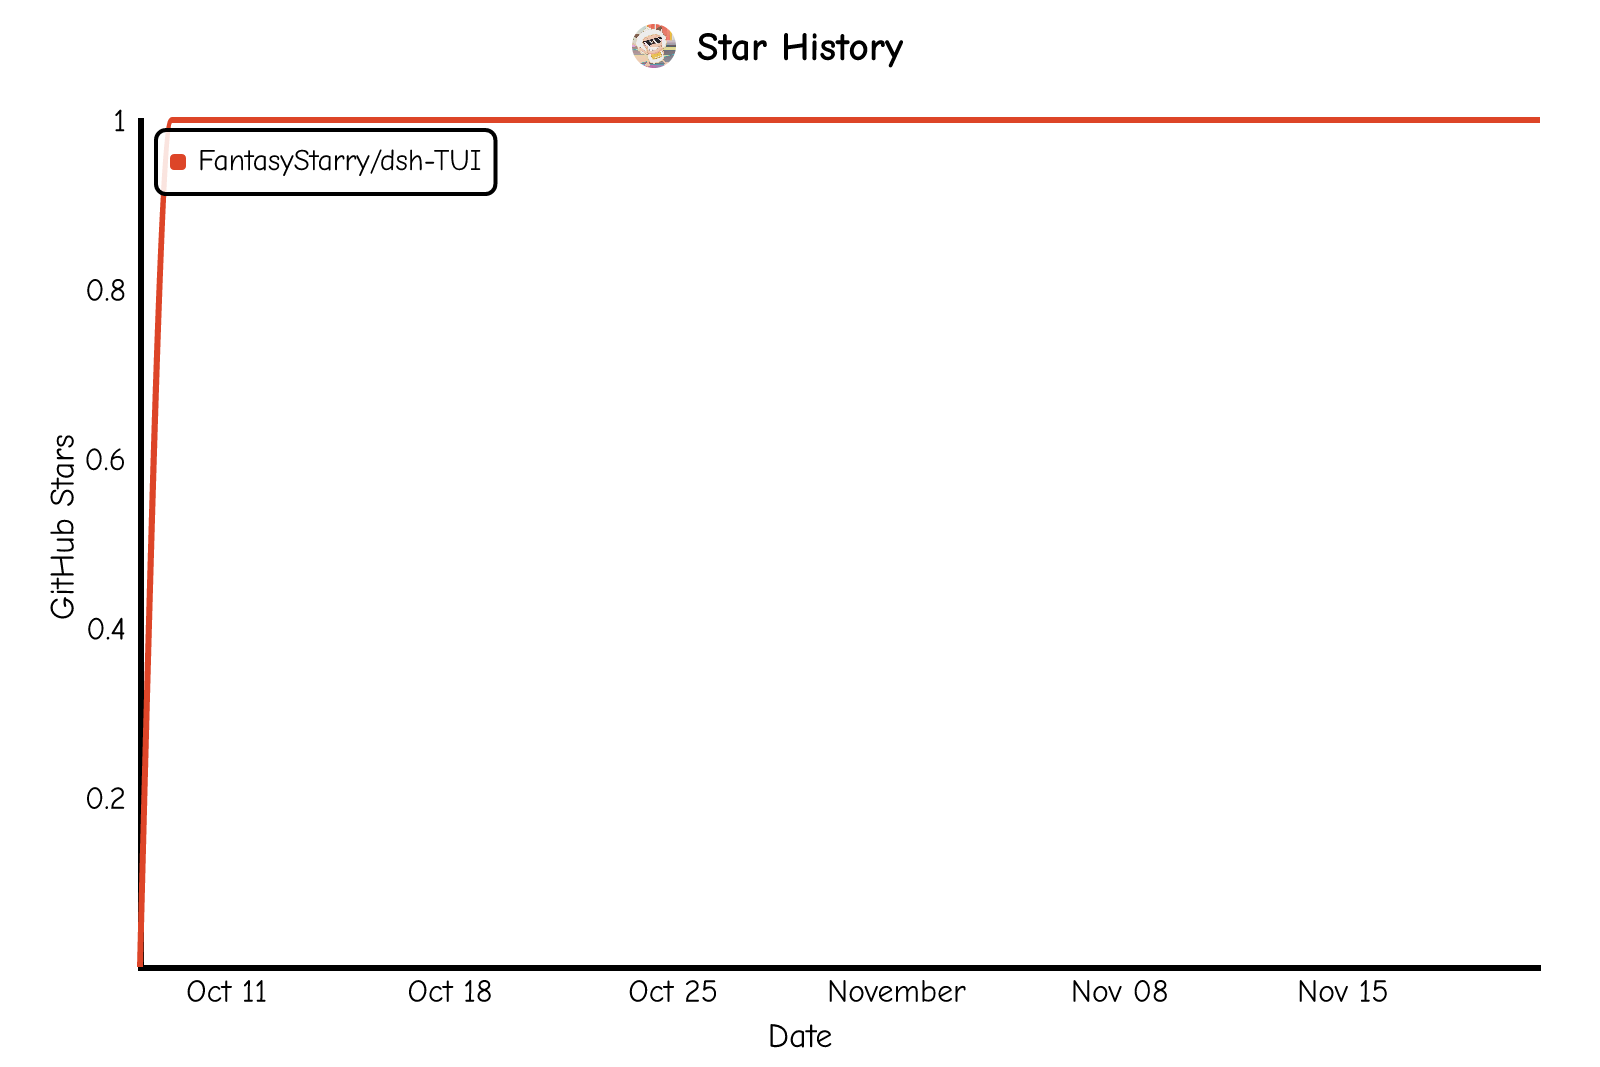 Star History
1
FantasyStarry/dsh-TUI
0.8
0.6
GitHub Stars
0.4
0.2
Oct 11 Oct 18 Oct 25 November Nov 08 Nov 15
Date